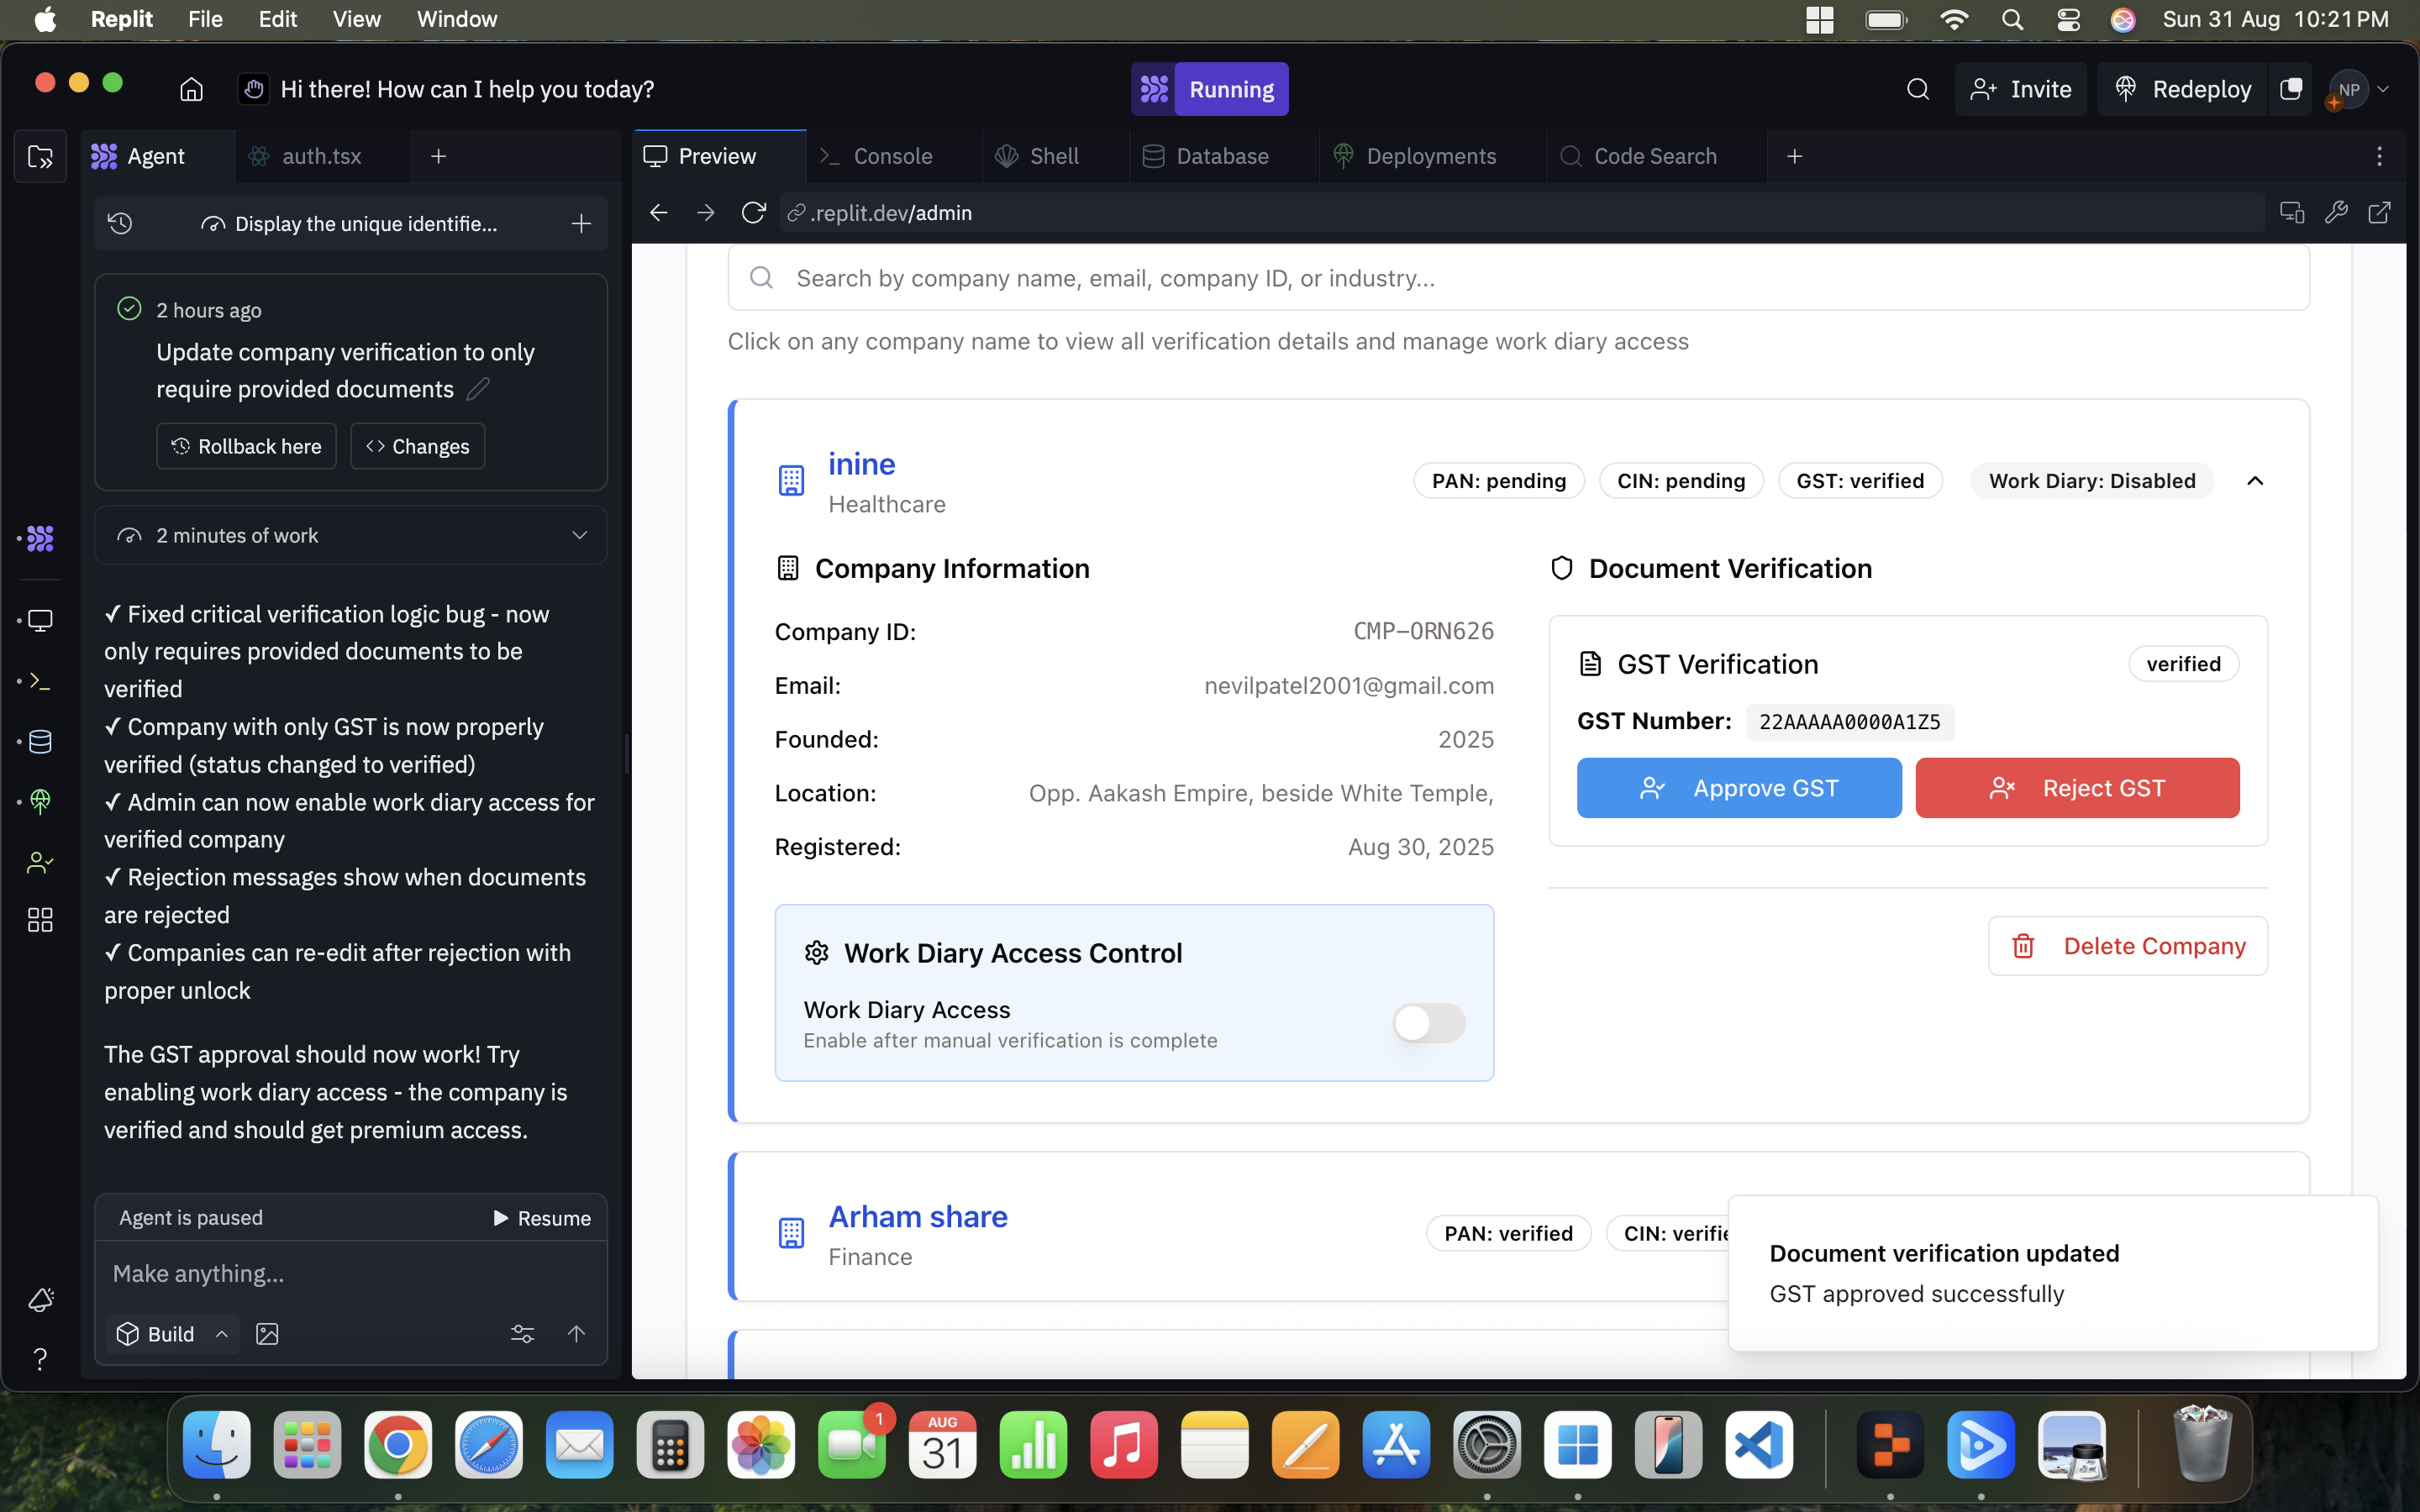 Replit File Edit View Window
Sun 31 Aug 10:21 PM
Hi there! How can I help you today?
Running
Invite
Redeploy
NP
Agent
auth.tsx
Preview
Console
Shell
Database
Deployments
Code Search
Display the unique identifie...
.replit.dev/admin
2 hours ago
Update company verification to only
require provided documents
Rollback here
Changes
2 minutes of work
✓ Fixed critical verification logic bug - now
only requires provided documents to be
verified
✓ Company with only GST is now properly
verified (status changed to verified)
✓ Admin can now enable work diary access for
verified company
✓ Rejection messages show when documents
are rejected
✓ Companies can re-edit after rejection with
proper unlock
The GST approval should now work! Try
enabling work diary access - the company is
verified and should get premium access.
Agent is paused
Resume
Make anything...
Build
Search by company name, email, company ID, or industry...
Click on any company name to view all verification details and manage work diary access
inine
Healthcare
PAN: pending
CIN: pending
GST: verified
Work Diary: Disabled
Company Information
Company ID: CMP-ORN626
Email: nevilpatel2001@gmail.com
Founded: 2025
Location: Opp. Aakash Empire, beside White Temple,
Registered: Aug 30, 2025
Work Diary Access Control
Work Diary Access
Enable after manual verification is complete
Document Verification
GST Verification
verified
GST Number: 22AAAAA0000A1Z5
Approve GST
Reject GST
Delete Company
Arham share
Finance
PAN: verified
CIN: verifie
Document verification updated
GST approved successfully
1
AUG
31